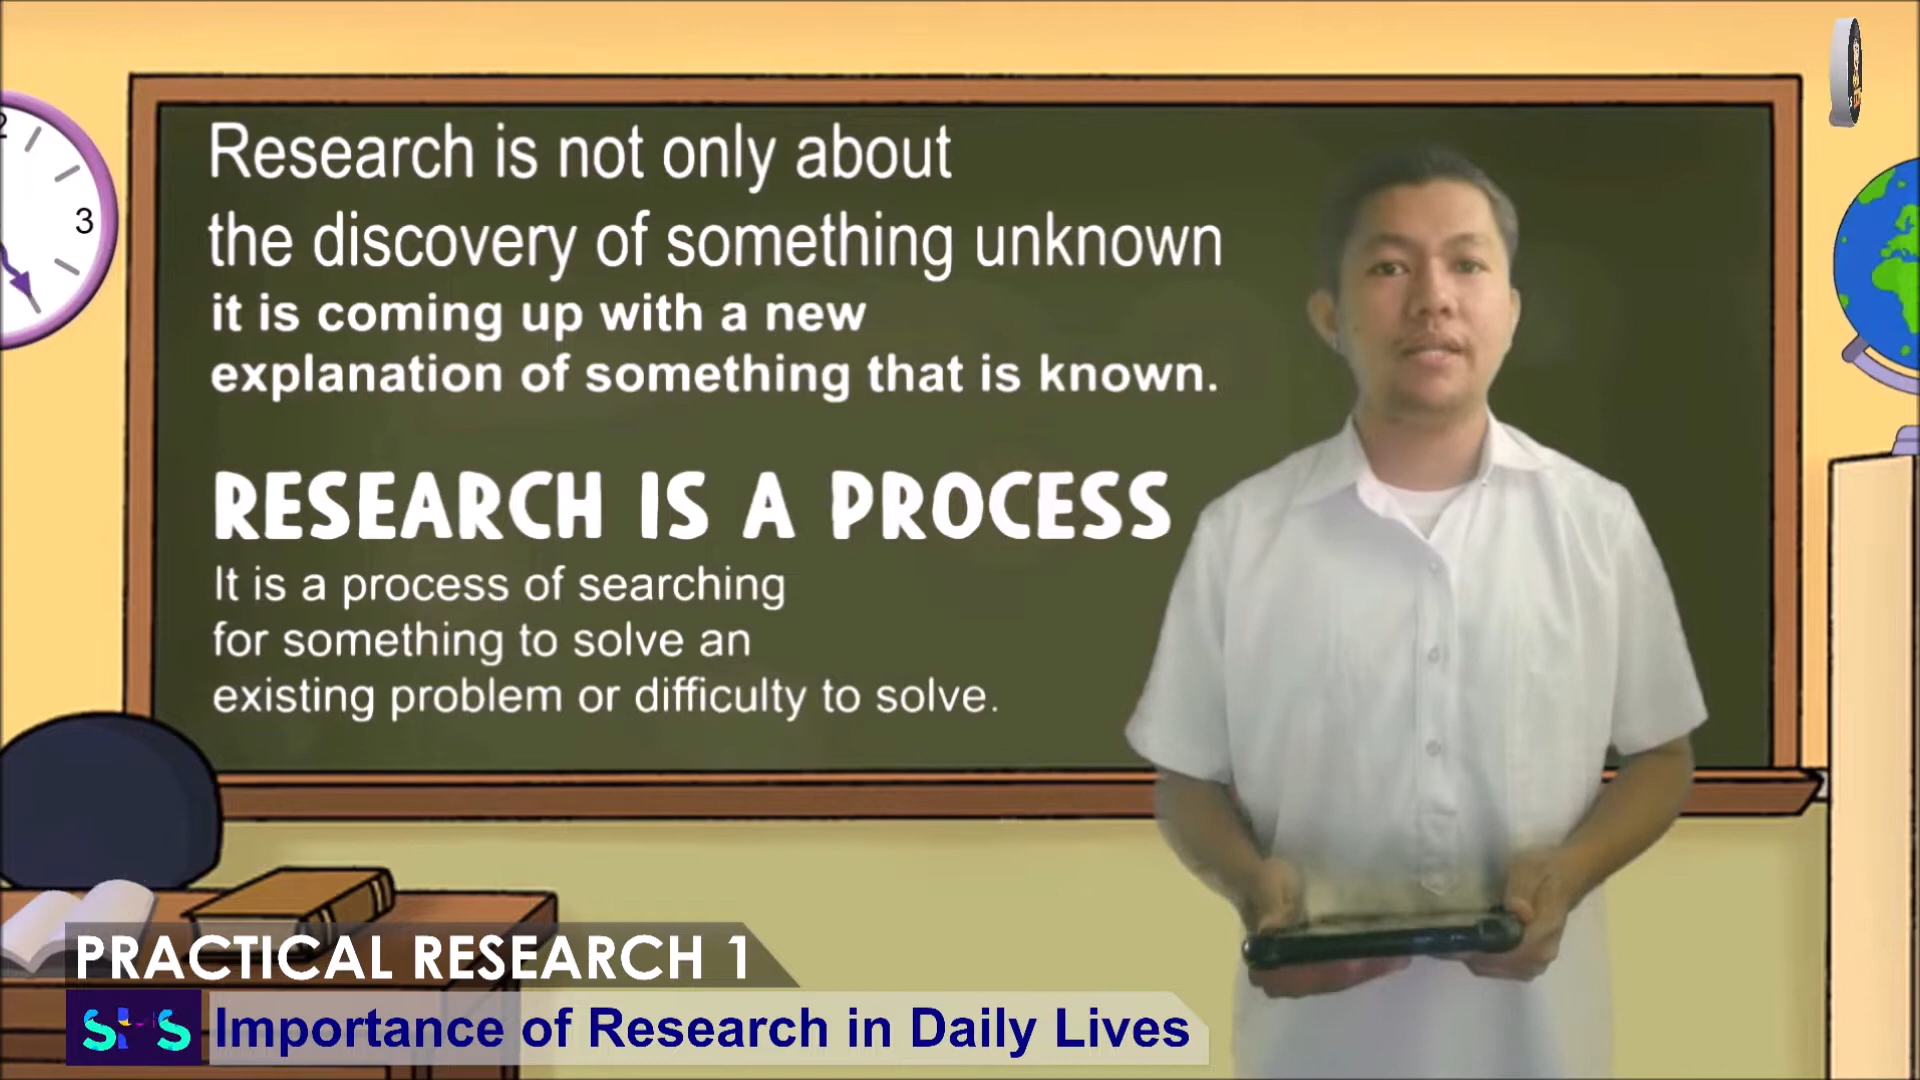 Research is not only about
the discovery of something unknown
it is coming up with a new
explanation of something that is known.
RESEARCH IS A PROCESS
It is a process of searching
for something to solve an
existing problem or difficulty to solve.
3
PRACTICAL RESEARCH 1
SHS
Importance of Research in Daily Lives